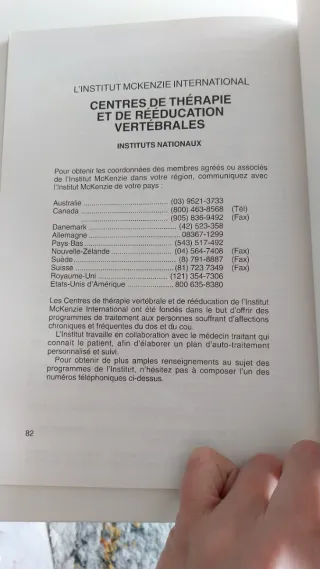 L'INSTITUT MCKENZIE INTERNATIONAL
CENTRES DE THÉRAPIE
ET DE RÉÉDUCATION
VERTÉBRALES
INSTITUTS NATIONAUX
Pour obtenir les coordonnées des membres agréés ou associés
de l'Institut McKenzie dans votre région, communiquez avec
l'Institut McKenzie de votre pays :
Australie ........................................ (03) 9521-3733
Canada ......................................... (800) 463-8568 (Tél)
(905) 836-9492 (Fax)
Danemark ......................................... (42) 523-358
Allemagne ........................................... 08367-1299
Pays-Bas ......................................... (543) 517-492
Nouvelle-Zélande ............................ (04) 564-7408 (Fax)
Suède ................................................ (8) 791-8887 (Fax)
Suisse .............................................. (81) 723 7349 (Fax)
Royaume-Uni .................................. (121) 354-7306
Etats-Unis d'Amérique ...................... 800 635-8380
Les Centres de thérapie vertébrale et de rééducation de l'Institut
McKenzie International ont été fondés dans le but d'offrir des
programmes de traitement aux personnes souffrant d'affections
chroniques et fréquentes du dos et du cou.
L'Institut travaille en collaboration avec le médecin traitant qui
connaît le patient, afin d'élaborer un plan d'auto-traitement
personnalisé et suivi.
Pour obtenir de plus amples renseignements au sujet des
programmes de l'Institut, n'hésitez pas à composer l'un des
numéros téléphoniques ci-dessus.
82